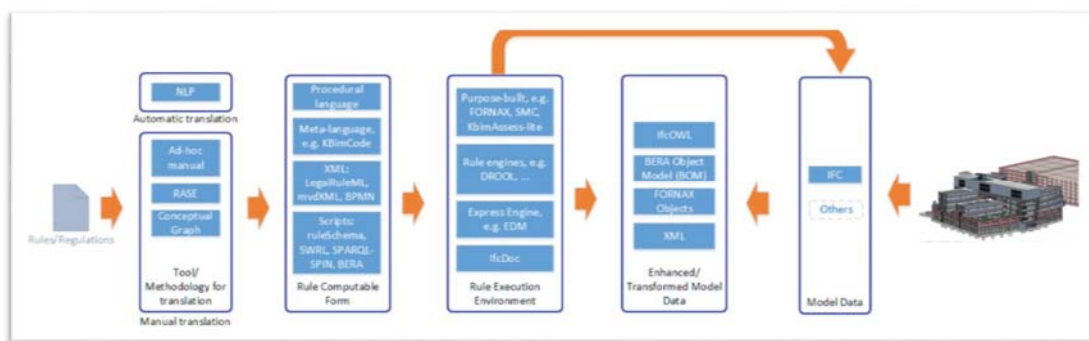 Rules/Regulations
NLP
Automatic translation
Ad-hoc
manual
RASE
Conceptual
Graph
Tool/
Methodology for
translation
Manual translation
Procedural
language
Meta-language,
e.g. KBimCode
XML:
LegalRuleML,
mvdXML, BPMN
Scripts:
ruleSchema,
SWRL, SPARQL-
SPIN, BERA
Rule Computable
Form
Purpose-built, e.g.
FORNAX, SMC,
KbimAssess-lite
Rule engines, e.g.
DROOL, ...
Express Engine,
e.g. EDM
IfcDoc
Rule Execution
Environment
IfcOWL
BERA Object
Model (BOM)
FORNAX
Objects
XML
Enhanced/
Transformed Model
Data
IFC
Others
Model Data